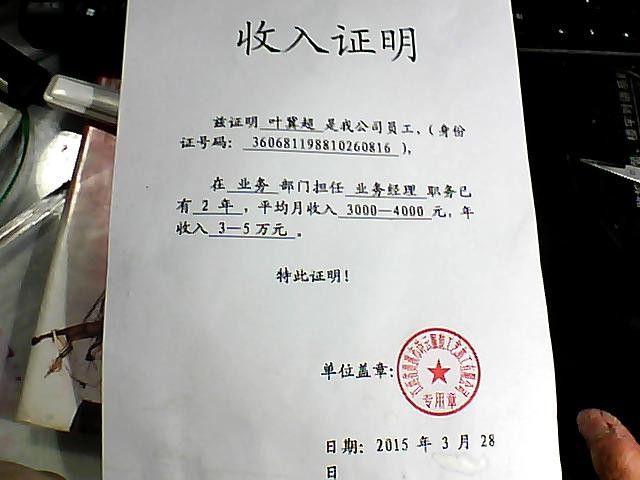 收入证明
兹证明 叶冀超 是我公司员工，（身份
证号码： 360681198810260816 ），
在 业务 部门担任 业务经理 职务已
有 2 年 ，平均月收入 3000—4000 元，年
收入 3—5 万元 。
特此证明！
单位盖章：
专用章
日期： 2015 年 3 月 28
日